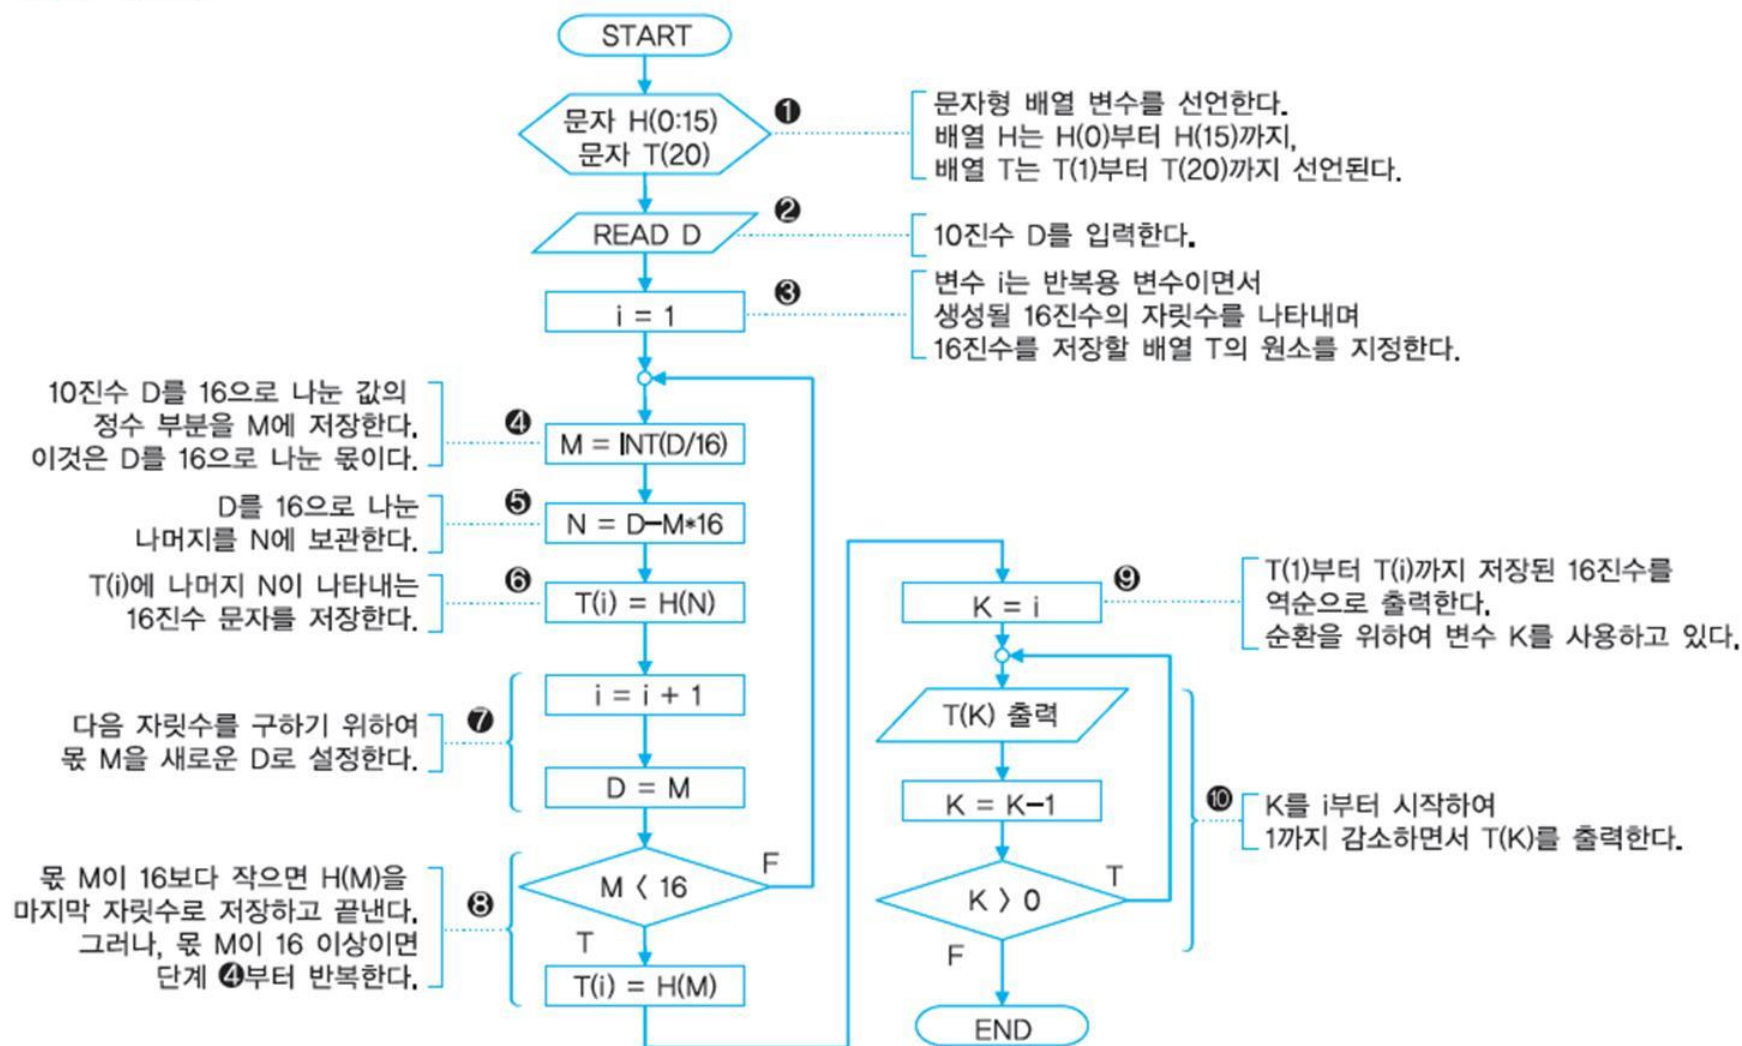 START
문자 H(0:15)
문자 T(20)
❶
문자형 배열 변수를 선언한다.
배열 H는 H(0)부터 H(15)까지,
배열 T는 T(1)부터 T(20)까지 선언된다.
READ D
❷
10진수 D를 입력한다.
i = 1
❸
변수 i는 반복용 변수이면서
생성될 16진수의 자릿수를 나타내며
16진수를 저장할 배열 T의 원소를 지정한다.
10진수 D를 16으로 나눈 값의
정수 부분을 M에 저장한다.
이것은 D를 16으로 나눈 몫이다.
❹
M = INT(D/16)
D를 16으로 나눈
나머지를 N에 보관한다.
❺
N = D-M*16
T(i)에 나머지 N이 나타내는
16진수 문자를 저장한다.
❻
T(i) = H(N)
다음 자릿수를 구하기 위하여
몫 M을 새로운 D로 설정한다.
❼
i = i + 1
D = M
몫 M이 16보다 작으면 H(M)을
마지막 자릿수로 저장하고 끝낸다.
그러나, 몫 M이 16 이상이면
단계 ❹부터 반복한다.
❽
M < 16
F
T
T(i) = H(M)
K = i
❾
T(1)부터 T(i)까지 저장된 16진수를
역순으로 출력한다.
순환을 위하여 변수 K를 사용하고 있다.
T(K) 출력
K = K-1
K > 0
T
F
❿
K를 i부터 시작하여
1까지 감소하면서 T(K)를 출력한다.
END